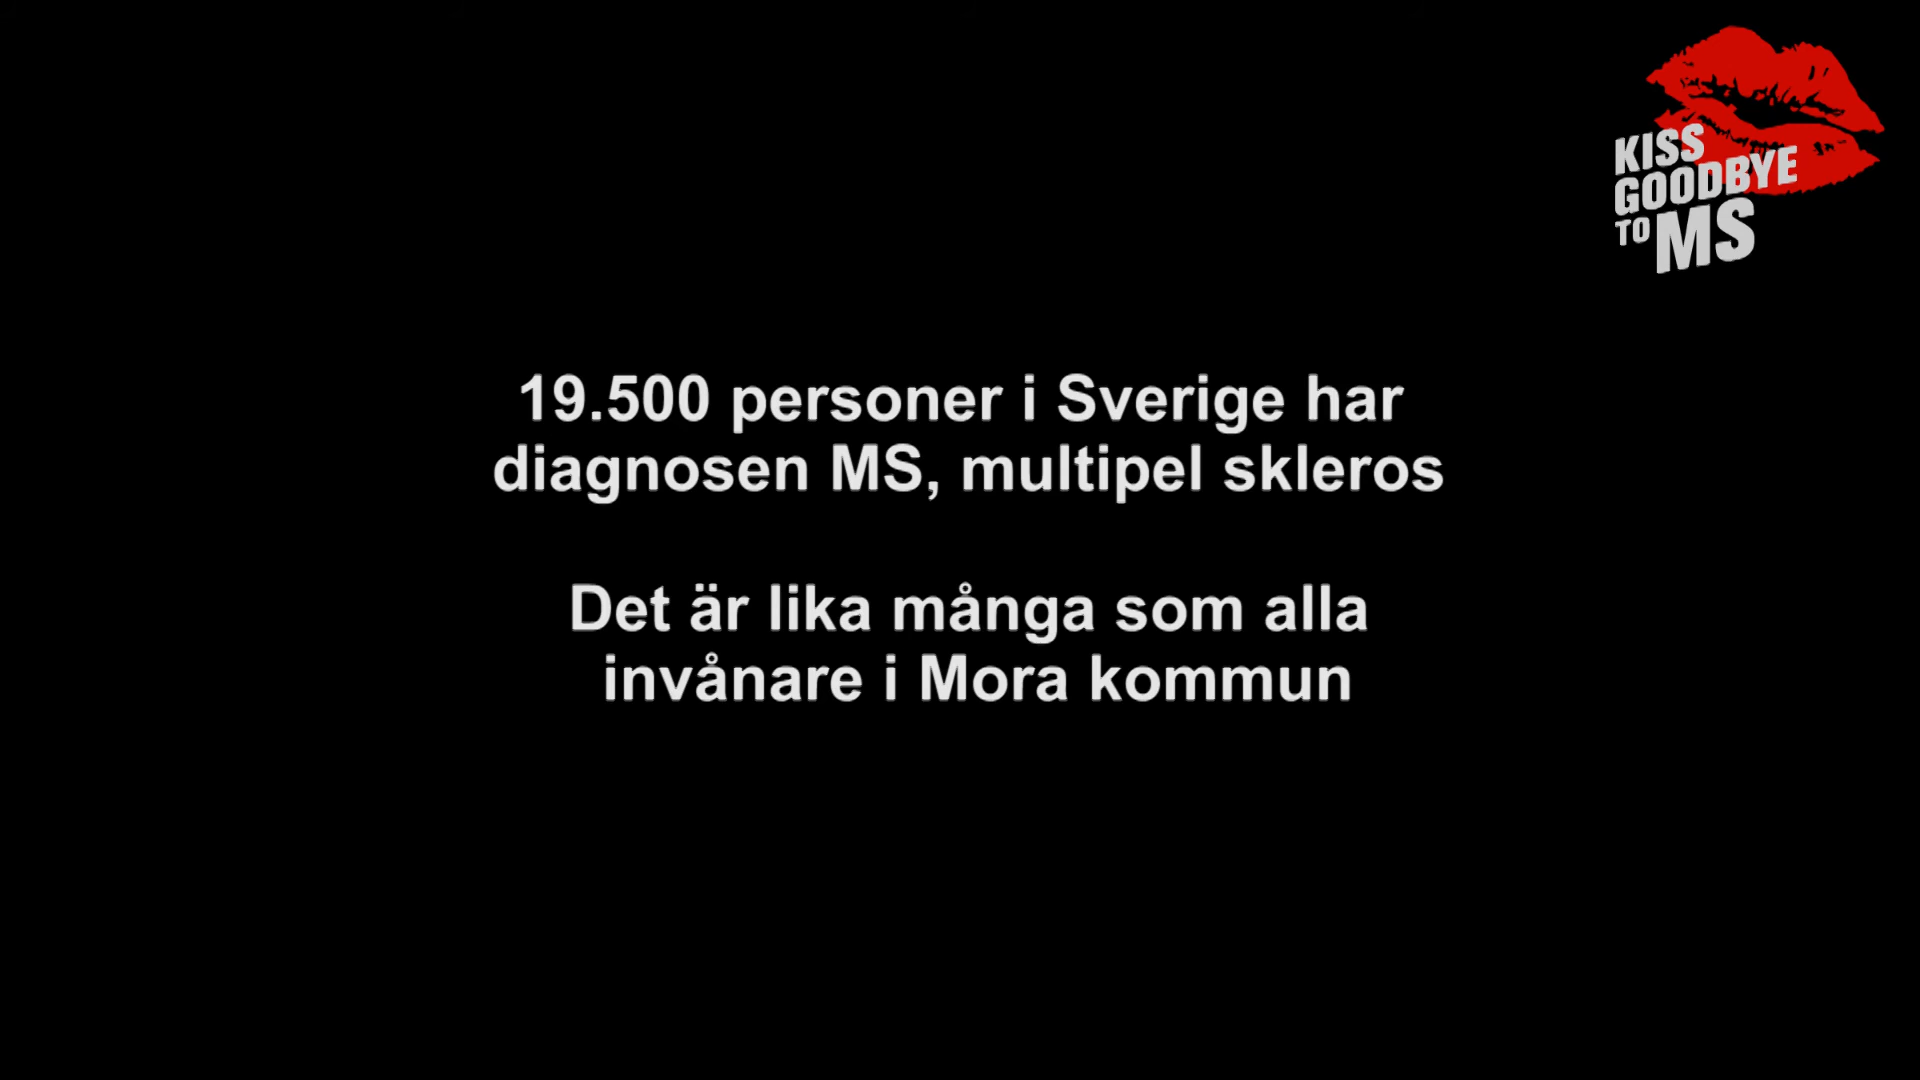 KISS
GOODBYE
TO MS
19.500 personer i Sverige har
diagnosen MS, multipel skleros
Det är lika många som alla
invånare i Mora kommun